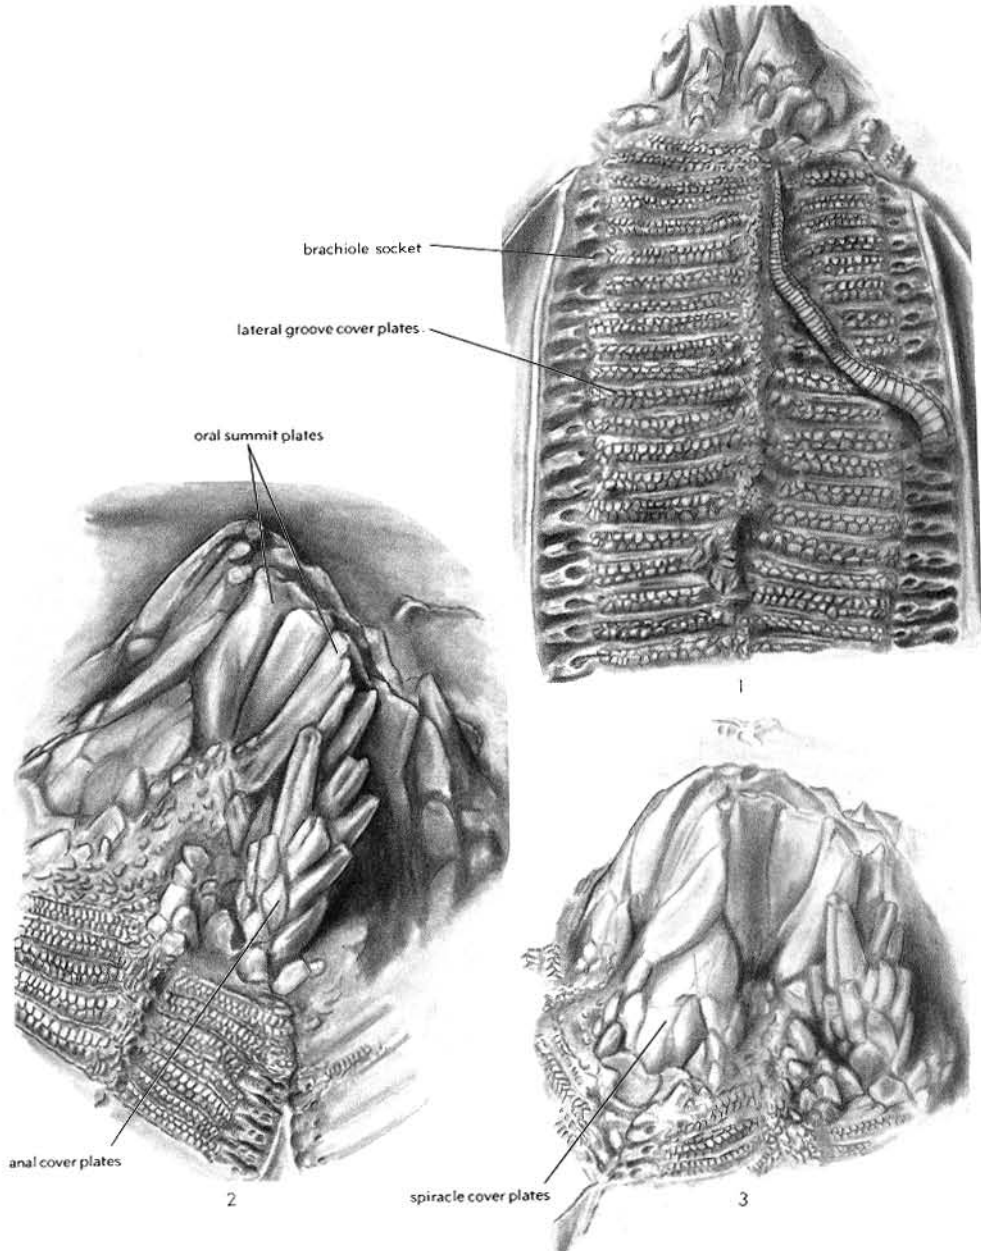 brachiole socket
lateral groove cover plates
oral summit plates
1
anal cover plates
2
spiracle cover plates
3